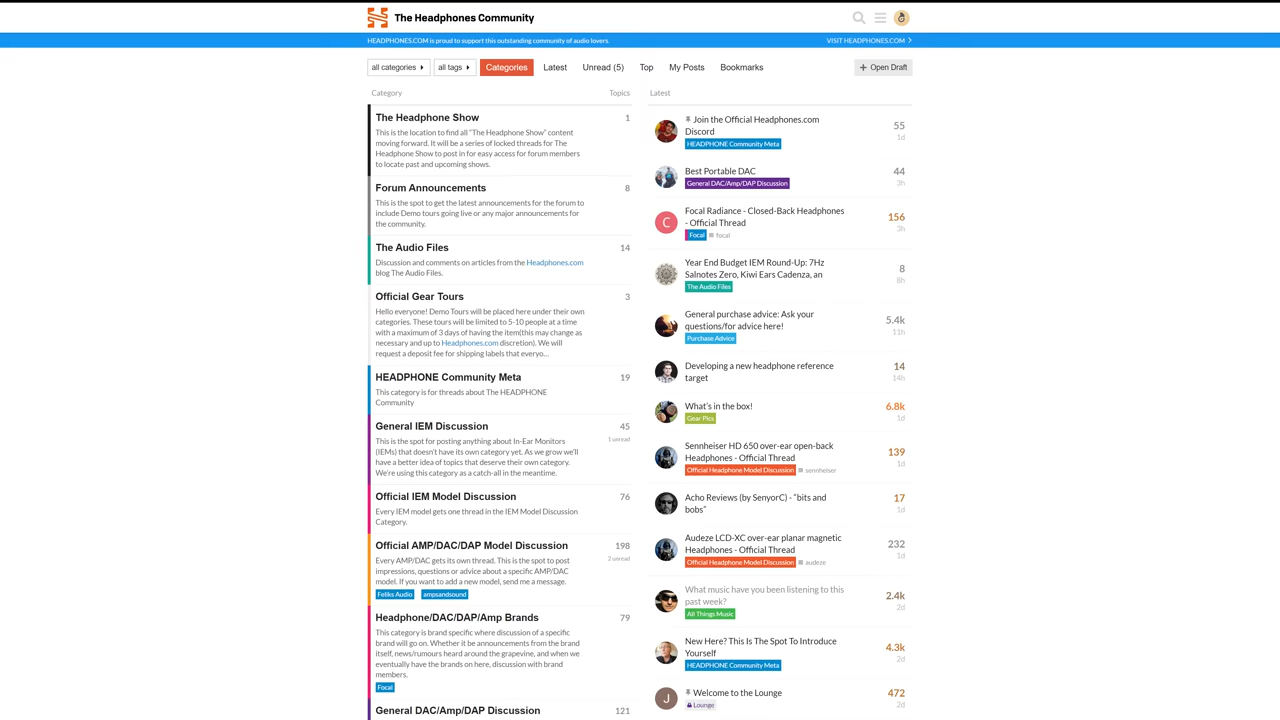 The Headphones Community
HEADPHONES.COM is proud to support this outstanding community of audio lovers.
VISIT HEADPHONES.COM
all categories
all tags
Categories
Latest
Unread (5)
Top
My Posts
Bookmarks
Open Draft
Category
Topics
The Headphone Show
1
This is the location to find all "The Headphone Show" content
moving forward. It will be a series of locked threads for The
Headphone Show to post in for easy access for forum members
to locate past and upcoming shows.
Forum Announcements
8
This is the spot to get the latest announcements for the forum to
include Demo tours going live or any major announcements for
the community.
The Audio Files
14
Discussion and comments on articles from the Headphones.com
blog The Audio Files.
Official Gear Tours
3
Hello everyone! Demo Tours will be placed here under their own
categories. These tours will be limited to 5-10 people at a time
with a maximum of 3 days of having the item(this may change as
necessary and up to Headphones.com discretion). We will
request a deposit fee for shipping labels that everyo...
HEADPHONE Community Meta
19
This category is for threads about The HEADPHONE
Community
General IEM Discussion
45
1 unread
This is the spot for posting anything about In-Ear Monitors
(IEMs) that doesn't have its own category yet. As we grow we'll
have a better idea of topics that deserve their own category.
We're using this category as a catch-all in the meantime.
Official IEM Model Discussion
76
Every IEM model gets one thread in the IEM Model Discussion
Category.
Official AMP/DAC/DAP Model Discussion
198
2 unread
Every AMP/DAC gets its own thread. This is the spot to post
impressions, questions or advice about a specific AMP/DAC
model. If you want to add a new model, send me a message.
Feliks Audio
ampsandsound
Headphone/DAC/DAP/Amp Brands
79
This category is brand specific where discussion of a specific
brand will go on. Whether it be announcements from the brand
itself, news/rumours heard around the grapevine, and when we
eventually have the brands on here, discussion with brand
members.
Focal
General DAC/Amp/DAP Discussion
121
Latest
Join the Official Headphones.com
Discord
HEADPHONE Community Meta
55
1d
Best Portable DAC
General DAC/Amp/DAP Discussion
44
3h
Focal Radiance - Closed-Back Headphones
- Official Thread
Focal
focal
156
3h
Year End Budget IEM Round-Up: 7Hz
Salnotes Zero, Kiwi Ears Cadenza, an
The Audio Files
8
8h
General purchase advice: Ask your
questions/for advice here!
Purchase Advice
5.4k
11h
Developing a new headphone reference
target
14
14h
What's in the box!
Gear Pics
6.8k
1d
Sennheiser HD 650 over-ear open-back
Headphones - Official Thread
Official Headphone Model Discussion
sennheiser
139
1d
Acho Reviews (by SenyorC) - "bits and
bobs"
17
1d
Audeze LCD-XC over-ear planar magnetic
Headphones - Official Thread
Official Headphone Model Discussion
audeze
232
1d
What music have you been listening to this
past week?
All Things Music
2.4k
2d
New Here? This Is The Spot To Introduce
Yourself
HEADPHONE Community Meta
4.3k
2d
J
C
Welcome to the Lounge
Lounge
472
2d